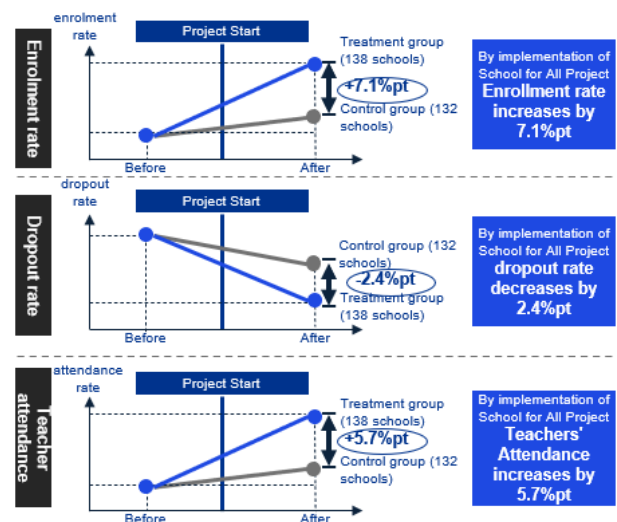 Enrolment rate
enrolment
rate
Project Start
Treatment group
(138 schools)
+7.1%pt
Control group (132
schools)
Before
After
By implementation of
School for All Project
Enrollment rate
increases by
7.1%pt
Dropout rate
dropout
rate
Project Start
Control group (132
schools)
-2.4%pt
Treatment group
(138 schools)
Before
After
By implementation of
School for All Project
dropout rate
decreases by
2.4%pt
Teacher
attendance
attendance
rate
Project Start
Treatment group
(138 schools)
+5.7%pt
Control group (132
schools)
Before
After
By implementation of
School for All Project
Teachers'
Attendance
increases by
5.7%pt